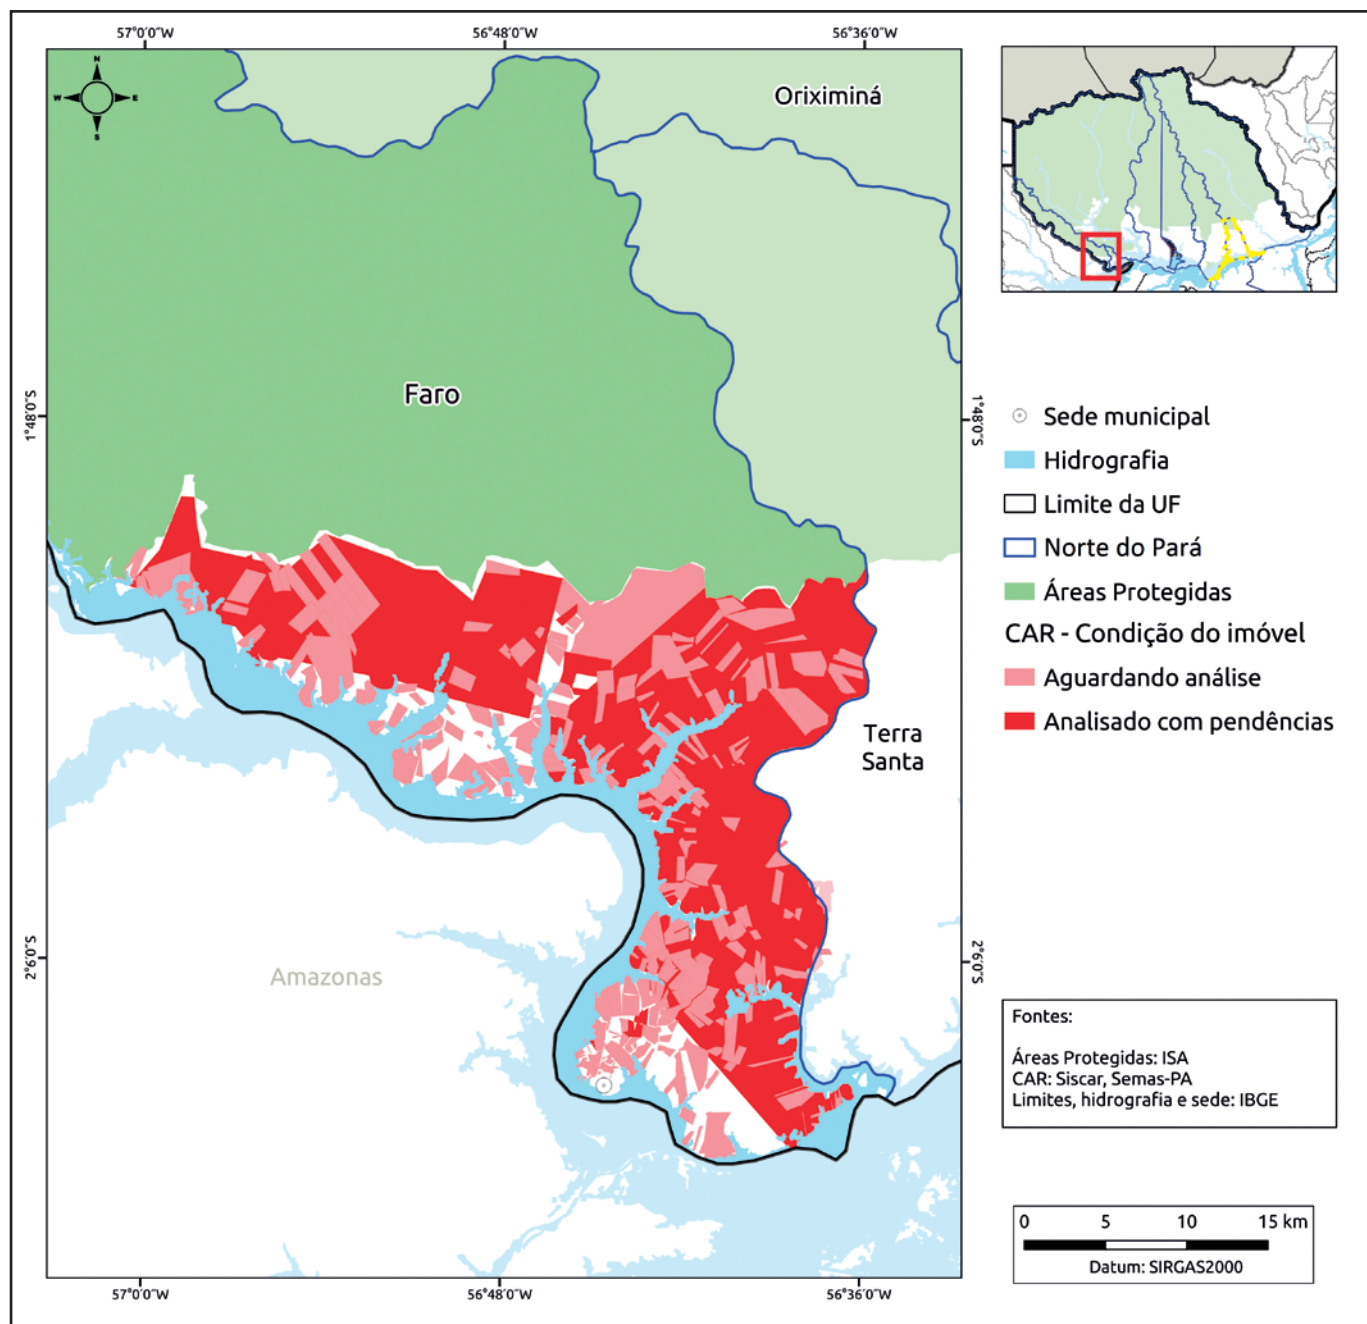 57°0'0"W
56°48'0"W
56°36'0"W
N
W
E
S
Oriximiná
Faro
1°48'0"S
1°48'0"S
Terra
Santa
2°6'0"S
2°6'0"S
Amazonas
57°0'0"W
56°48'0"W
56°36'0"W
Sede municipal
Hidrografia
Limite da UF
Norte do Pará
Áreas Protegidas
CAR - Condição do imóvel
Aguardando análise
Analisado com pendências
Fontes:
Áreas Protegidas: ISA
CAR: Siscar, Semas-PA
Limites, hidrografia e sede: IBGE
0 5 10 15 km
Datum: SIRGAS2000